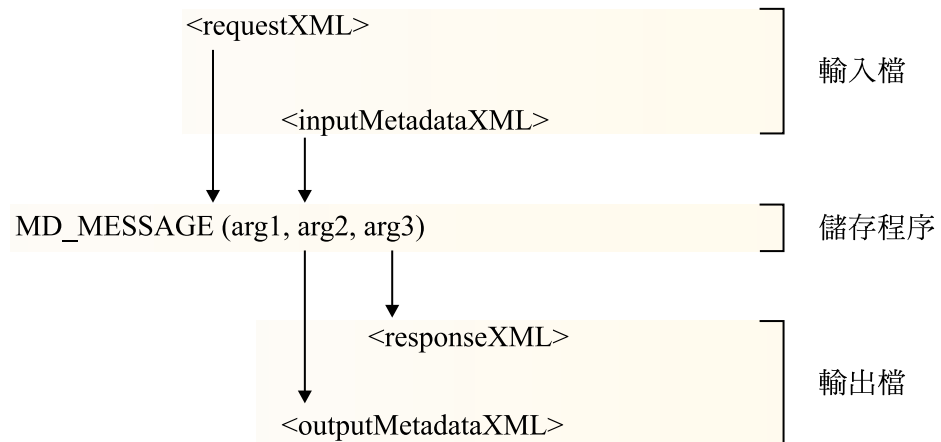 <requestXML>
輸入檔
<inputMetadataXML>
MD_MESSAGE (arg1, arg2, arg3)
儲存程序
<responseXML>
輸出檔
<outputMetadataXML>